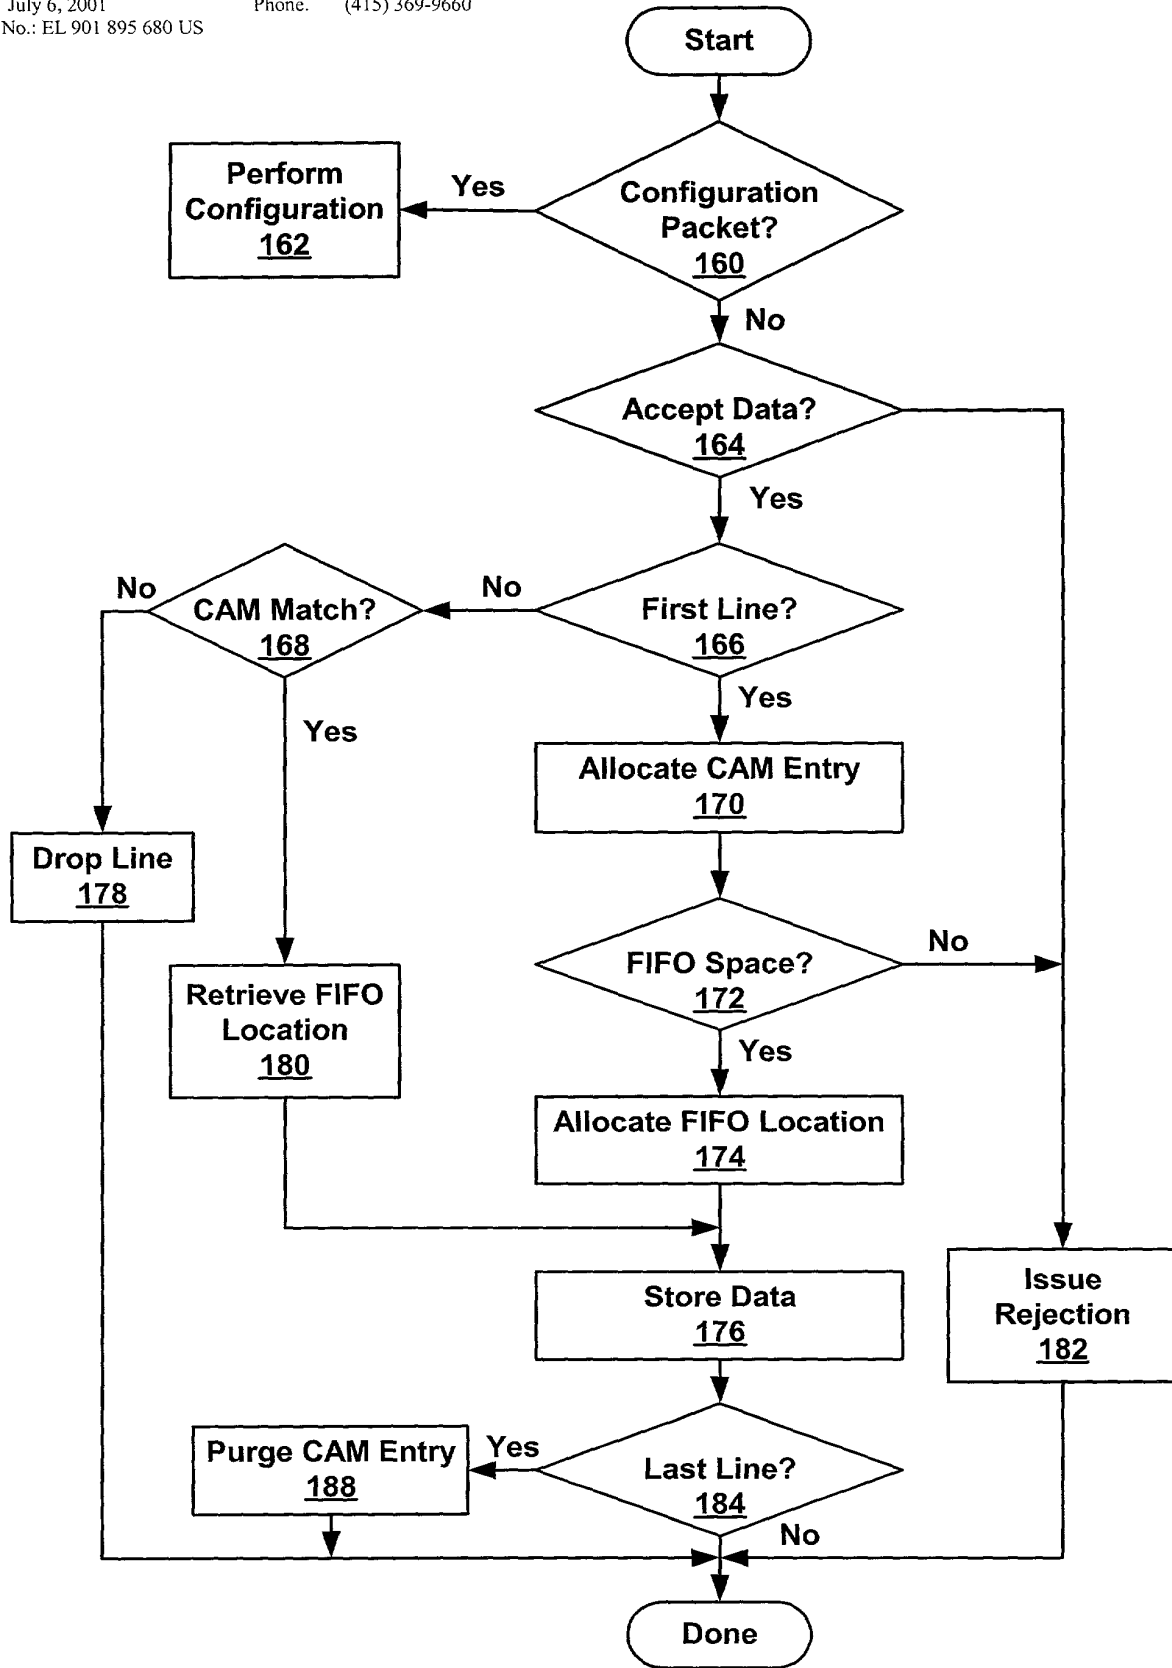 July 6, 2001 Phone. (415) 369-9660
No.: EL 901 895 680 US
Start
Configuration
Packet?
160
Yes
Perform
Configuration
162
No
Accept Data?
164
Yes
First Line?
166
No
CAM Match?
168
No
Yes
Yes
Allocate CAM Entry
170
Drop Line
178
FIFO Space?
172
No
Retrieve FIFO
Location
180
Yes
Allocate FIFO Location
174
Store Data
176
Issue
Rejection
182
Last Line?
184
Yes
Purge CAM Entry
188
No
Done